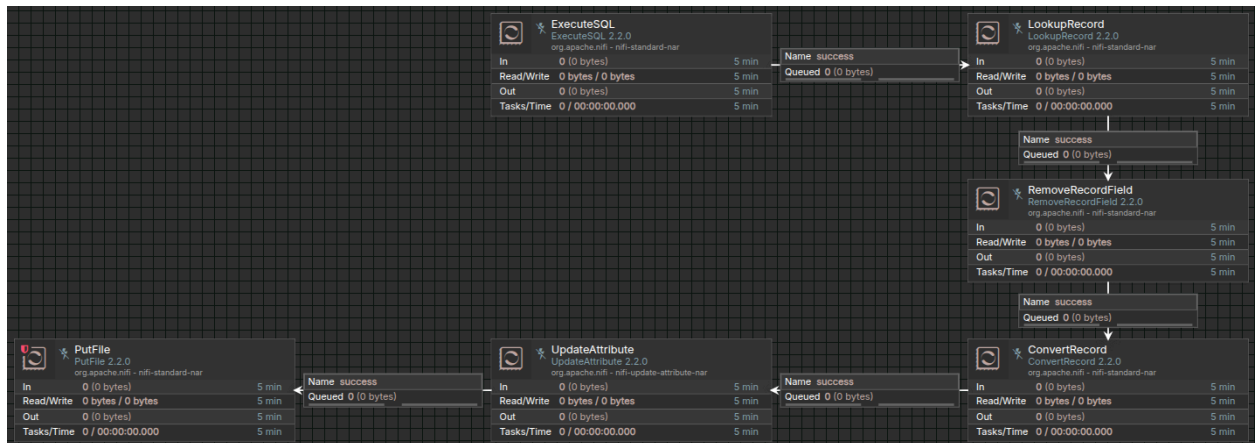 ExecuteSQL
ExecuteSQL 2.2.0
org.apache.nifi - nifi-standard-nar
In 0 (0 bytes) 5 min
Read/Write 0 bytes / 0 bytes 5 min
Out 0 (0 bytes) 5 min
Tasks/Time 0 / 00:00:00.000 5 min
Name success
Queued 0 (0 bytes)
LookupRecord
LookupRecord 2.2.0
org.apache.nifi - nifi-standard-nar
In 0 (0 bytes) 5 min
Read/Write 0 bytes / 0 bytes 5 min
Out 0 (0 bytes) 5 min
Tasks/Time 0 / 00:00:00.000 5 min
Name success
Queued 0 (0 bytes)
RemoveRecordField
RemoveRecordField 2.2.0
org.apache.nifi - nifi-standard-nar
In 0 (0 bytes) 5 min
Read/Write 0 bytes / 0 bytes 5 min
Out 0 (0 bytes) 5 min
Tasks/Time 0 / 00:00:00.000 5 min
Name success
Queued 0 (0 bytes)
ConvertRecord
ConvertRecord 2.2.0
org.apache.nifi - nifi-standard-nar
In 0 (0 bytes) 5 min
Read/Write 0 bytes / 0 bytes 5 min
Out 0 (0 bytes) 5 min
Tasks/Time 0 / 00:00:00.000 5 min
Name success
Queued 0 (0 bytes)
UpdateAttribute
UpdateAttribute 2.2.0
org.apache.nifi - nifi-update-attribute-nar
In 0 (0 bytes) 5 min
Read/Write 0 bytes / 0 bytes 5 min
Out 0 (0 bytes) 5 min
Tasks/Time 0 / 00:00:00.000 5 min
Name success
Queued 0 (0 bytes)
PutFile
PutFile 2.2.0
org.apache.nifi - nifi-standard-nar
In 0 (0 bytes) 5 min
Read/Write 0 bytes / 0 bytes 5 min
Out 0 (0 bytes) 5 min
Tasks/Time 0 / 00:00:00.000 5 min